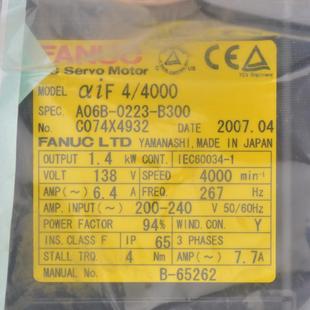 FANUC
AC Servo Motor
MODEL αiF 4/4000
SPEC. A06B-0223-B300
No. C074X4932 DATE 2007.04
FANUC LTD YAMANASHI, MADE IN JAPAN
OUTPUT 1.4 kW CONT. IEC60034-1
VOLT 138 V SPEED 4000 min⁻¹
AMP(~) 6.4 A FREQ. 267 Hz
AMP. INPUT(~) 200-240 V 50/60Hz
POWER FACTOR 94% WIND. CON. Y
INS. CLASS F IP 65 3 PHASES
STALL TRQ. 4 Nm AMP(~) 7.7A
MANUAL No. B-65262